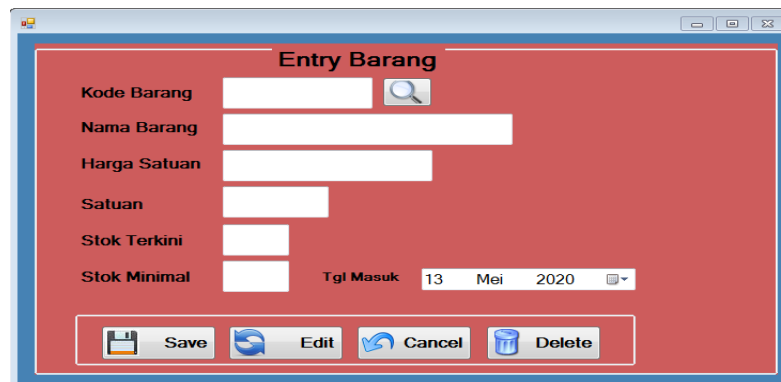 Entry Barang
Kode Barang
Nama Barang
Harga Satuan
Satuan
Stok Terkini
Stok Minimal Tgl Masuk 13 Mei 2020
Save Edit Cancel Delete